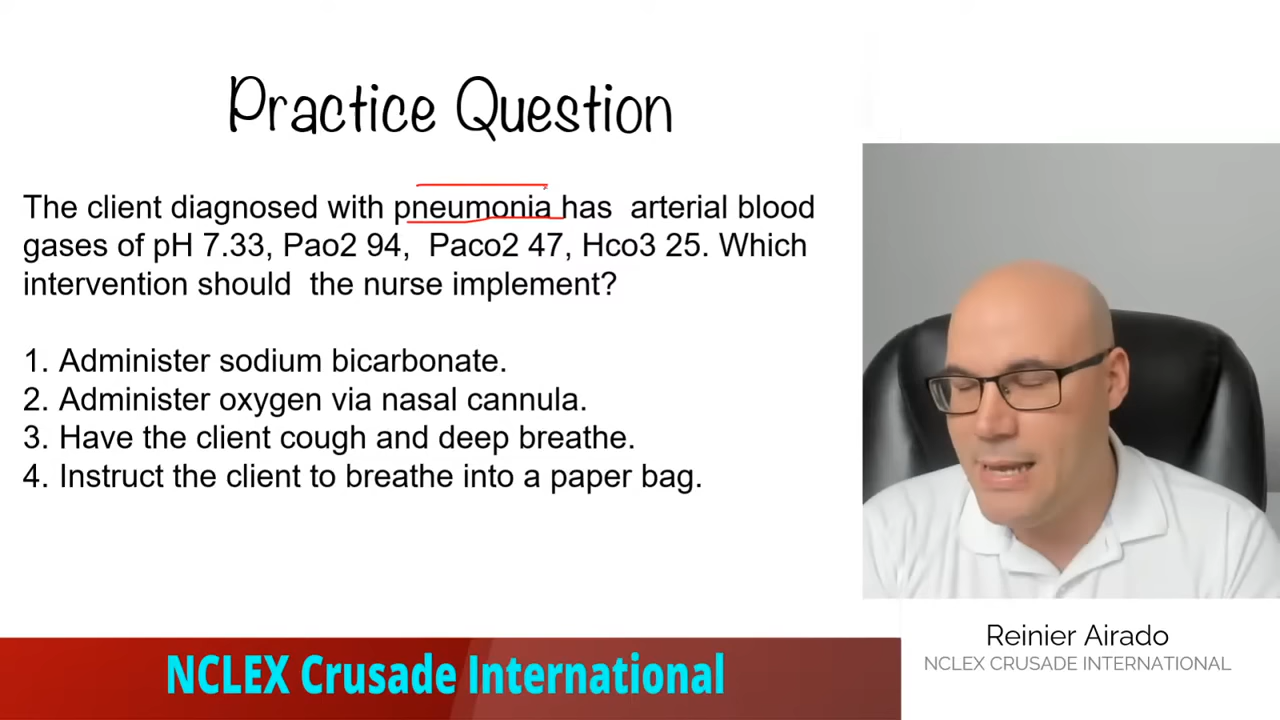 Practice Question
The client diagnosed with pneumonia has arterial blood
gases of pH 7.33, Pao2 94, Paco2 47, Hco3 25. Which
intervention should the nurse implement?
1. Administer sodium bicarbonate.
2. Administer oxygen via nasal cannula.
3. Have the client cough and deep breathe.
4. Instruct the client to breathe into a paper bag.
Reinier Airado
NCLEX CRUSADE INTERNATIONAL
NCLEX Crusade International